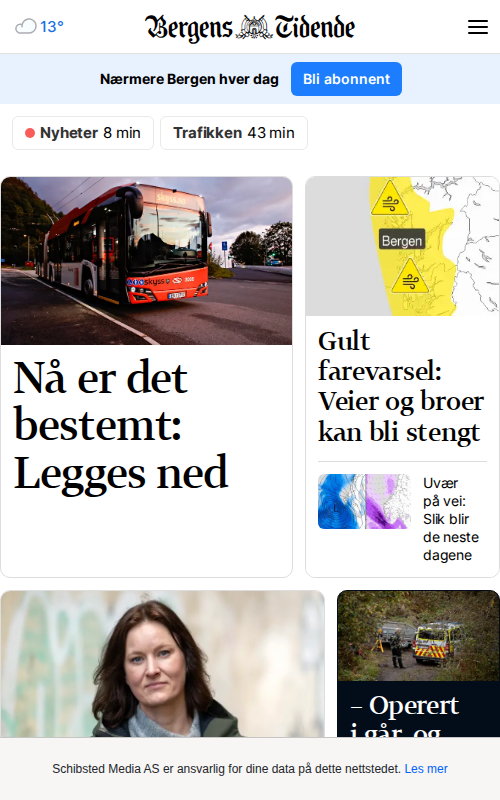 13°
Bergens Tidende
Nærmere Bergen hver dag
Bli abonnent
Nyheter 8 min
Trafikken 43 min
skyss
Bergen
Nå er det
bestemt:
Legges ned
Gult
farevarsel:
Veier og broer
kan bli stengt
Uvær
på vei:
Slik blir
de neste
dagene
– Operert
i går, og
Schibsted Media AS er ansvarlig for dine data på dette nettstedet. Les mer